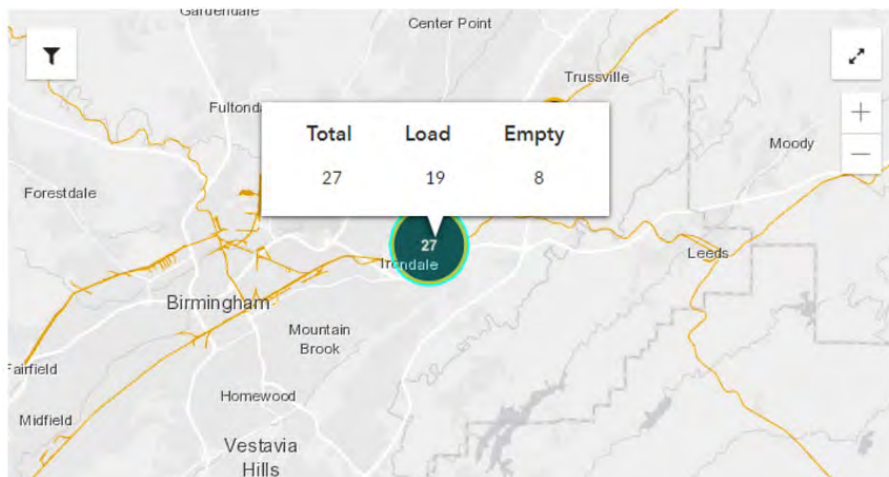 Gardendale
Center Point
Trussville
Total Load Empty
27 19 8
Moody
Forestdale
27
Irondale
Leeds
Birmingham
Mountain
Brook
Fairfield
Homewood
Midfield
Vestavia
Hills